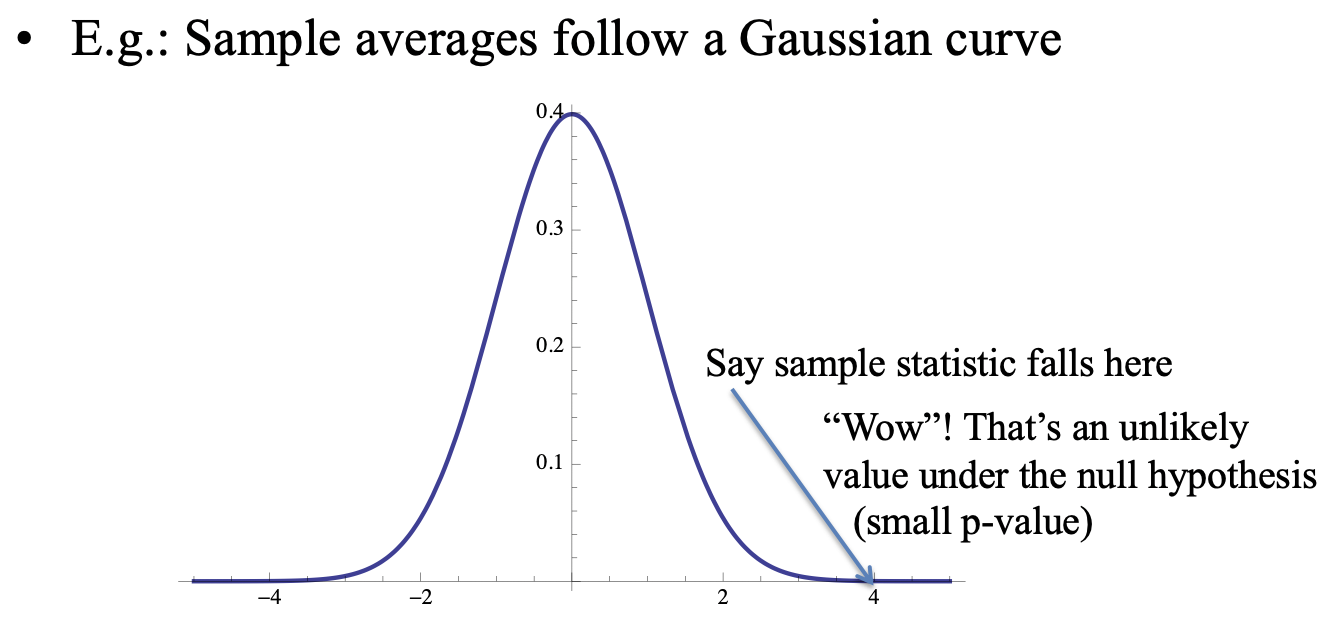 • E.g.: Sample averages follow a Gaussian curve
0.4
0.3
0.2
Say sample statistic falls here
“Wow”! That’s an unlikely
0.1
value under the null hypothesis
(small p-value)
−4 −2 2 4